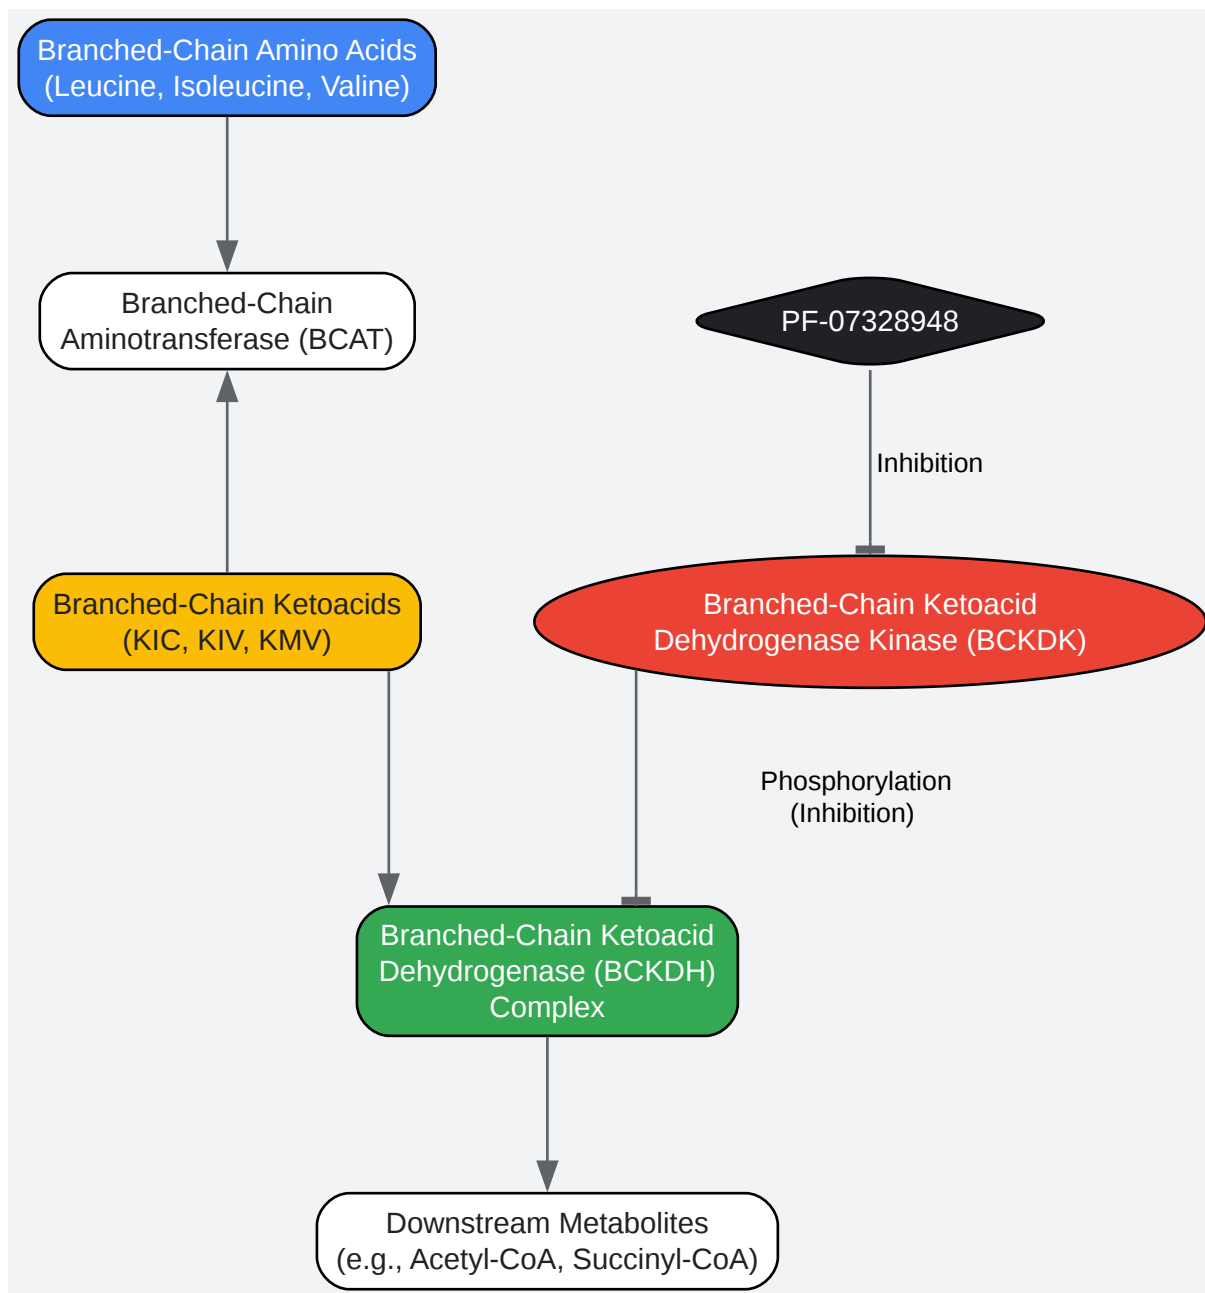 Branched-Chain Amino Acids
(Leucine, Isoleucine, Valine)
Branched-Chain
Aminotransferase (BCAT)
PF-07328948
Inhibition
Branched-Chain Ketoacids
(KIC, KIV, KMV)
Branched-Chain Ketoacid
Dehydrogenase Kinase (BCKDK)
Phosphorylation
(Inhibition)
Branched-Chain Ketoacid
Dehydrogenase (BCKDH)
Complex
Downstream Metabolites
(e.g., Acetyl-CoA, Succinyl-CoA)